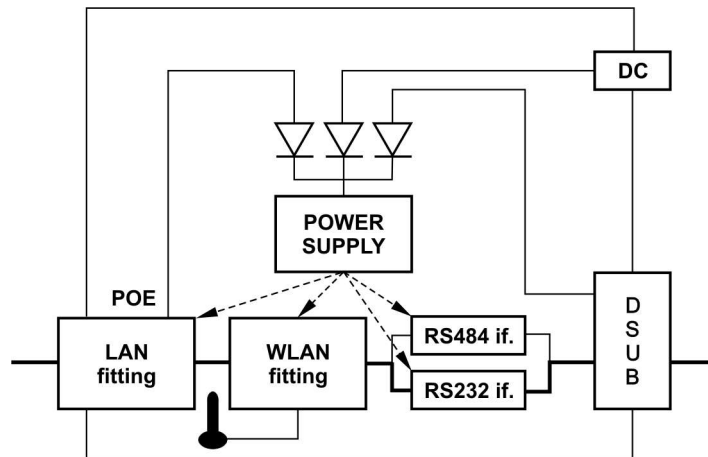 DC
POWER
SUPPLY
POE
LAN
fitting
WLAN
fitting
RS484 if.
RS232 if.
D
S
U
B